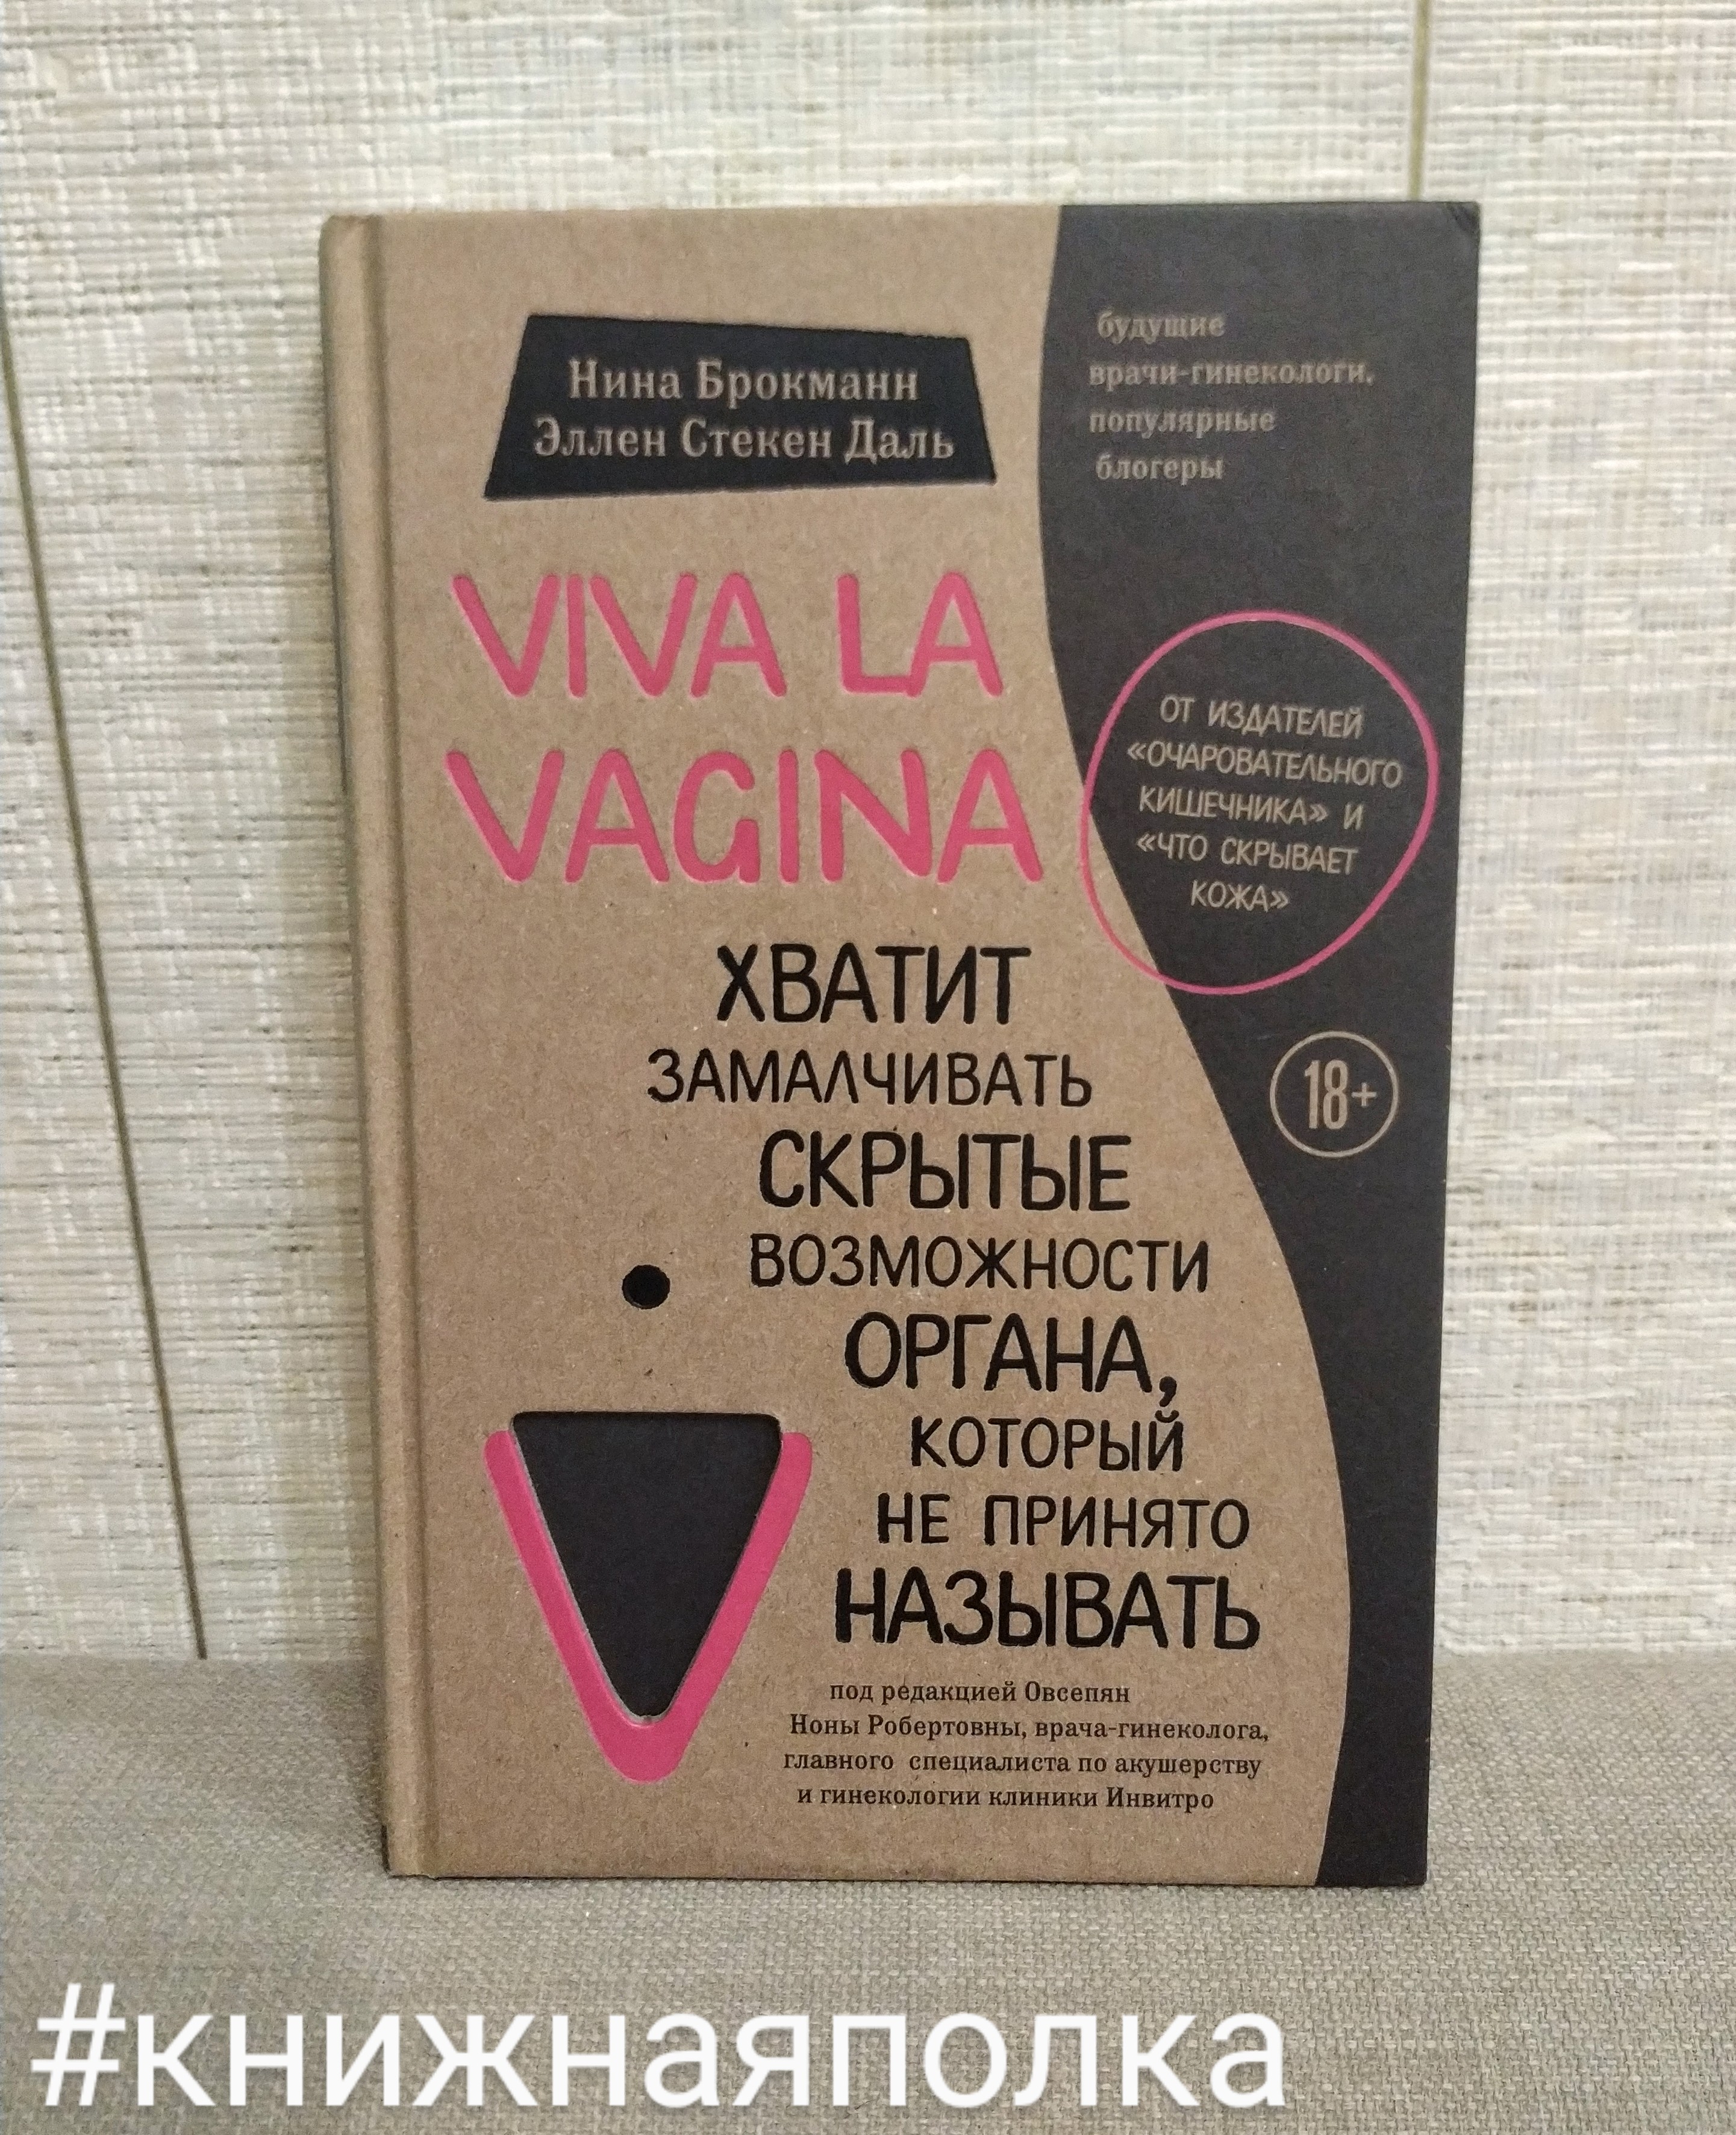 Нина Брокманн
Эллен Стекен Даль
будущие
врачи-гинекологи,
популярные
блогеры
VIVA LA
VAGINA
ОТ ИЗДАТЕЛЕЙ
«ОЧАРОВАТЕЛЬНОГО
КИШЕЧНИКА» И
«ЧТО СКРЫВАЕТ
КОЖА»
18+
ХВАТИТ
ЗАМАЛЧИВАТЬ
СКРЫТЫЕ
ВОЗМОЖНОСТИ
ОРГАНА,
КОТОРЫЙ
НЕ ПРИНЯТО
НАЗЫВАТЬ
под редакцией Овсепян
Ноны Робертовны, врача-гинеколога,
главного специалиста по акушерству
и гинекологии клиники Инвитро
#книжнаяполка